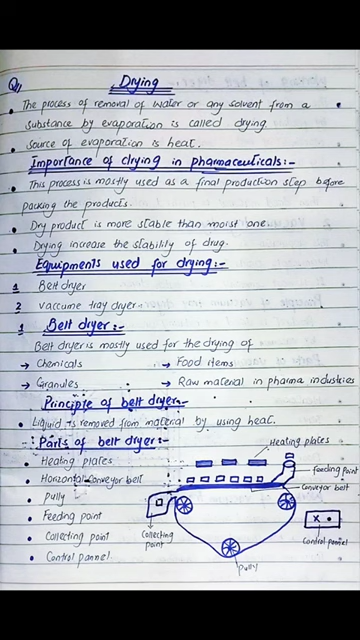 Q1
Drying
• The process of removal of water or any solvent from a
substance by evaporation is called drying
• source of evaporation is heat.
Importance of drying in pharmaceuticals:-
• This process is mostly used as a final production step before
packing the products.
• Dry product is more stable than moist one.
• Drying increase the stability of drug.
Equipments used for drying:-
1 Belt dryer
2 vaccume tray dryer
1 Belt dryer:-
Belt dryer is mostly used for the drying of
→ Chemicals → Food items
→ Granules → Raw material in pharma industries
Principle of belt dryer:-
• Liquid is removed from material by using heat.
Parts of belt dryer:-
• Heating plates
• Horizontal conveyor belt
• pully
• Feeding point
• Collecting point
• Control pannel
Heating plates
feeding point
conveyor belt
Collecting
point
x •
Control pannel
pully